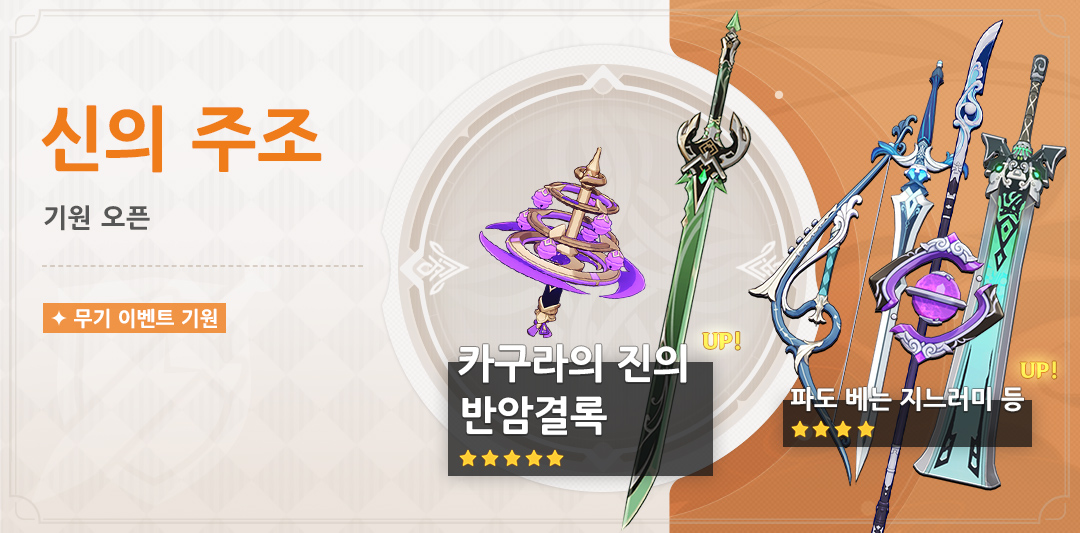 신의 주조
기원 오픈
✦ 무기 이벤트 기원
UP!
카구라의 진의
반암결록
★★★★★
UP!
파도 베는 지느러미 등
★★★★